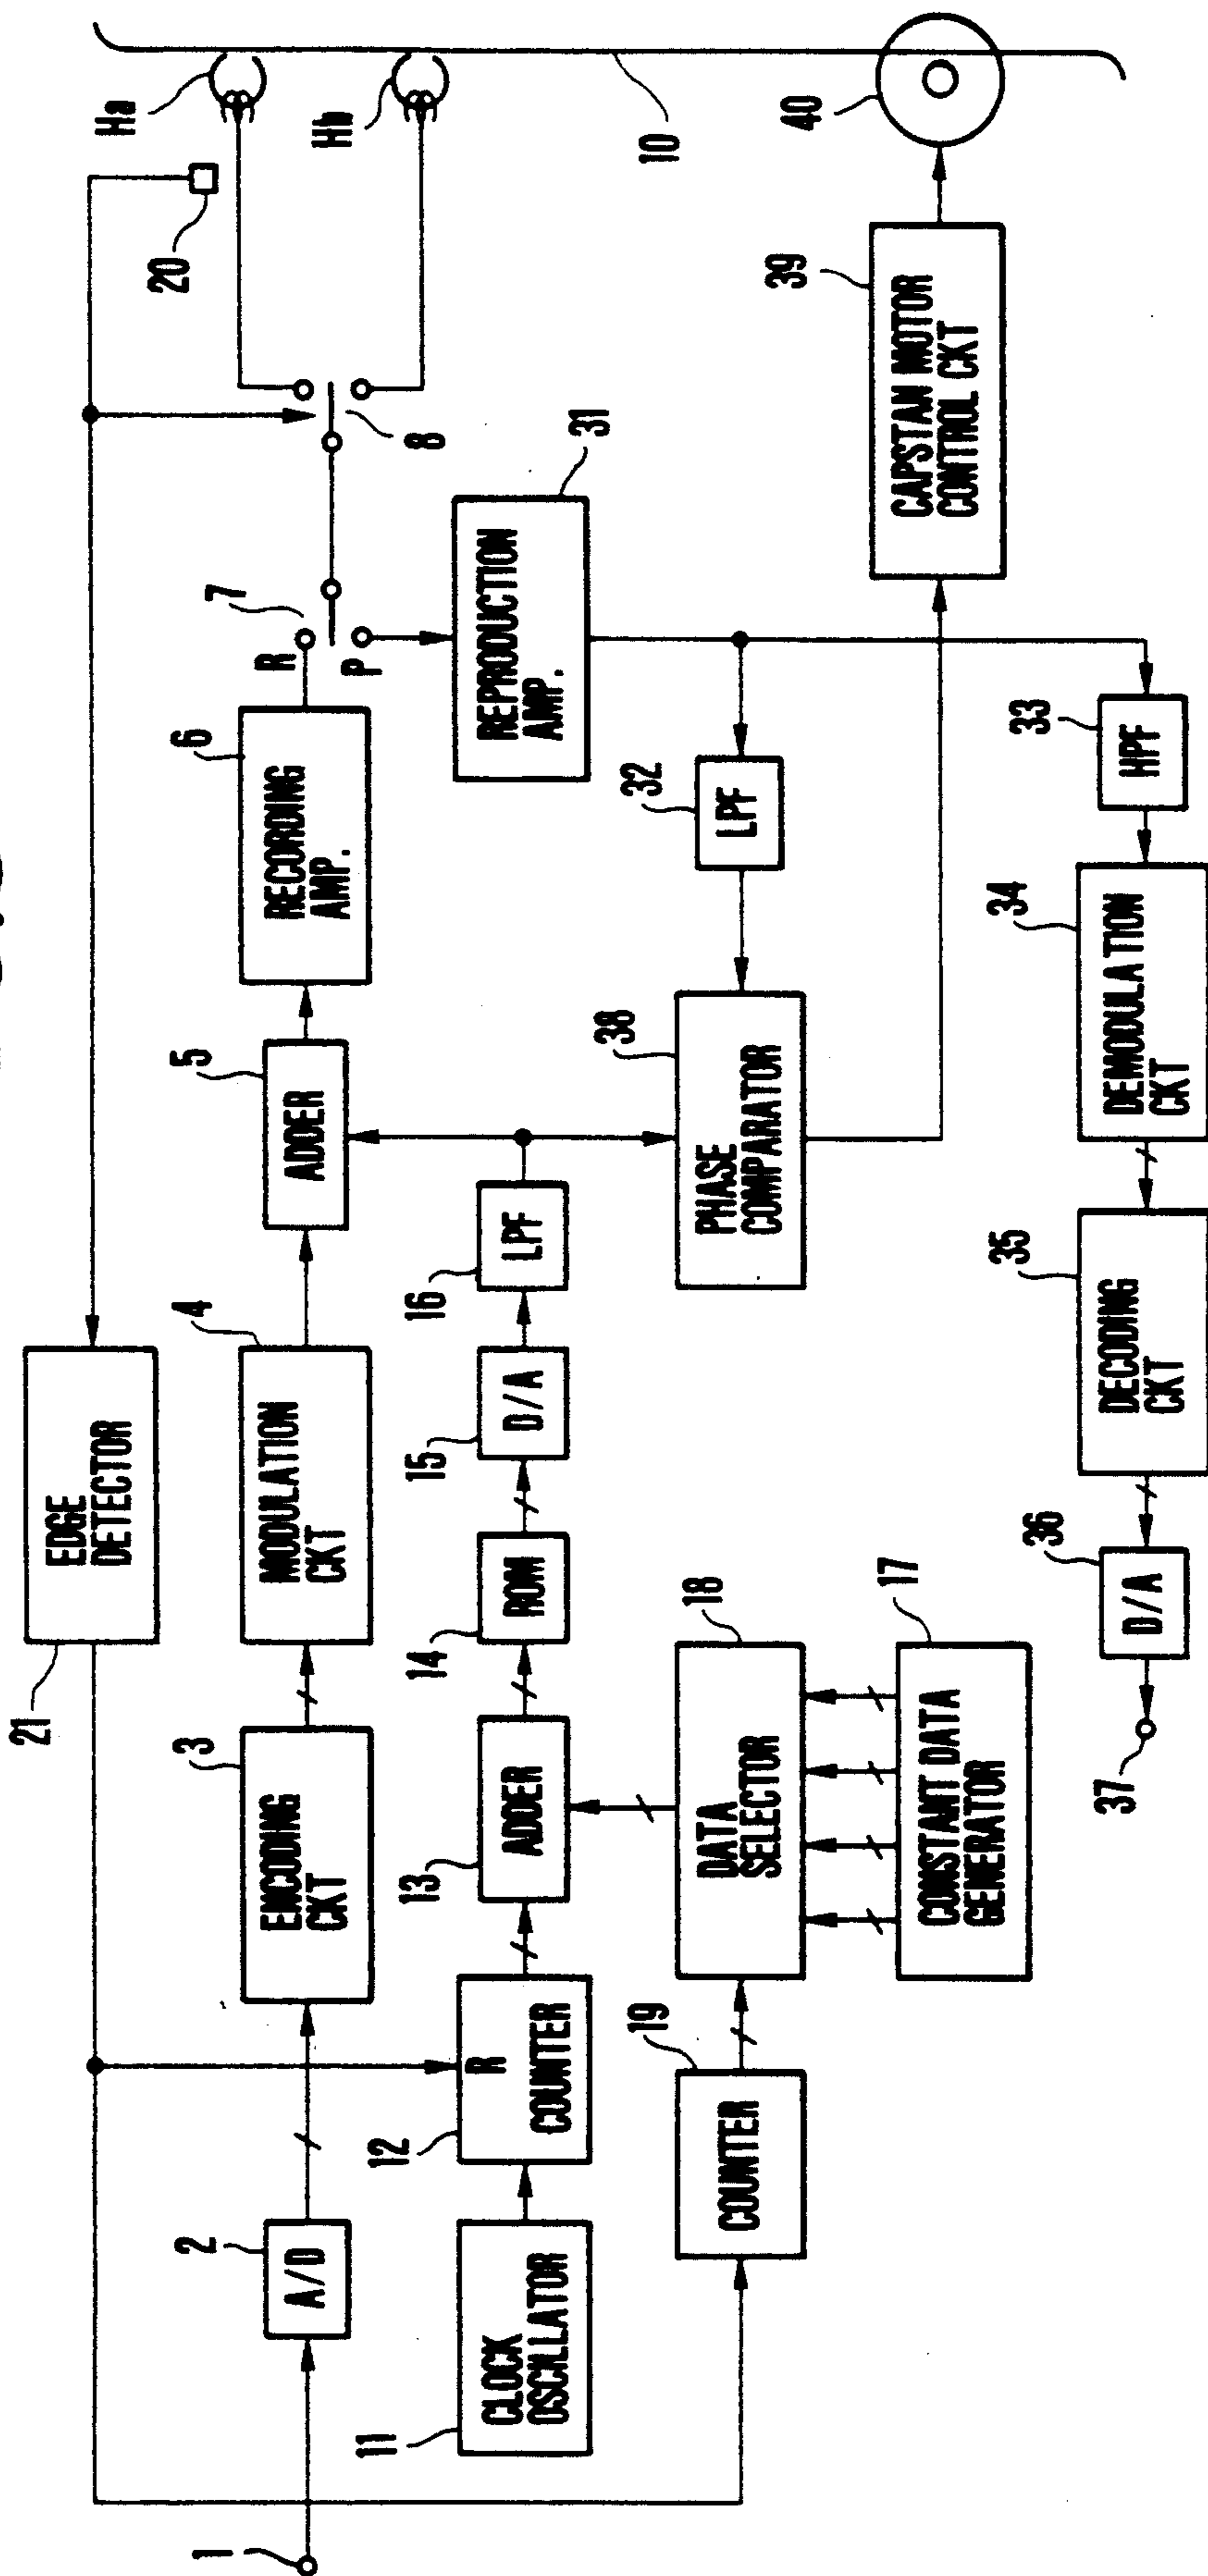 21
EDGE
DETECTOR
20
Ha
Hb
10
1
2
A/D
3
ENCODING
CKT
4
MODULATION
CKT
5
ADDER
6
RECORDING
AMP.
7
R
P
8
11
CLOCK
OSCILLATOR
12
R
COUNTER
13
ADDER
14
ROM
15
D/A
16
LPF
31
REPRODUCTION
AMP.
19
COUNTER
18
DATA
SELECTOR
17
CONSTANT DATA
GENERATOR
38
PHASE
COMPARATOR
32
LPF
39
CAPSTAN MOTOR
CONTROL CKT
40
37
36
D/A
35
DECODING
CKT
34
DEMODULATION
CKT
33
HPF